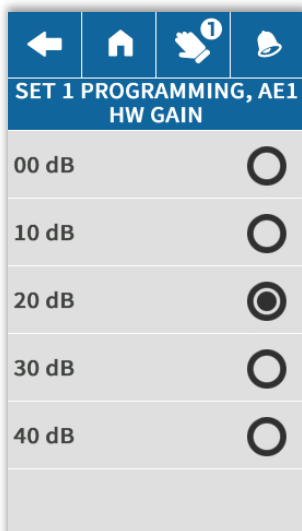 1
SET 1 PROGRAMMING, AE1
HW GAIN
00 dB
10 dB
20 dB
30 dB
40 dB